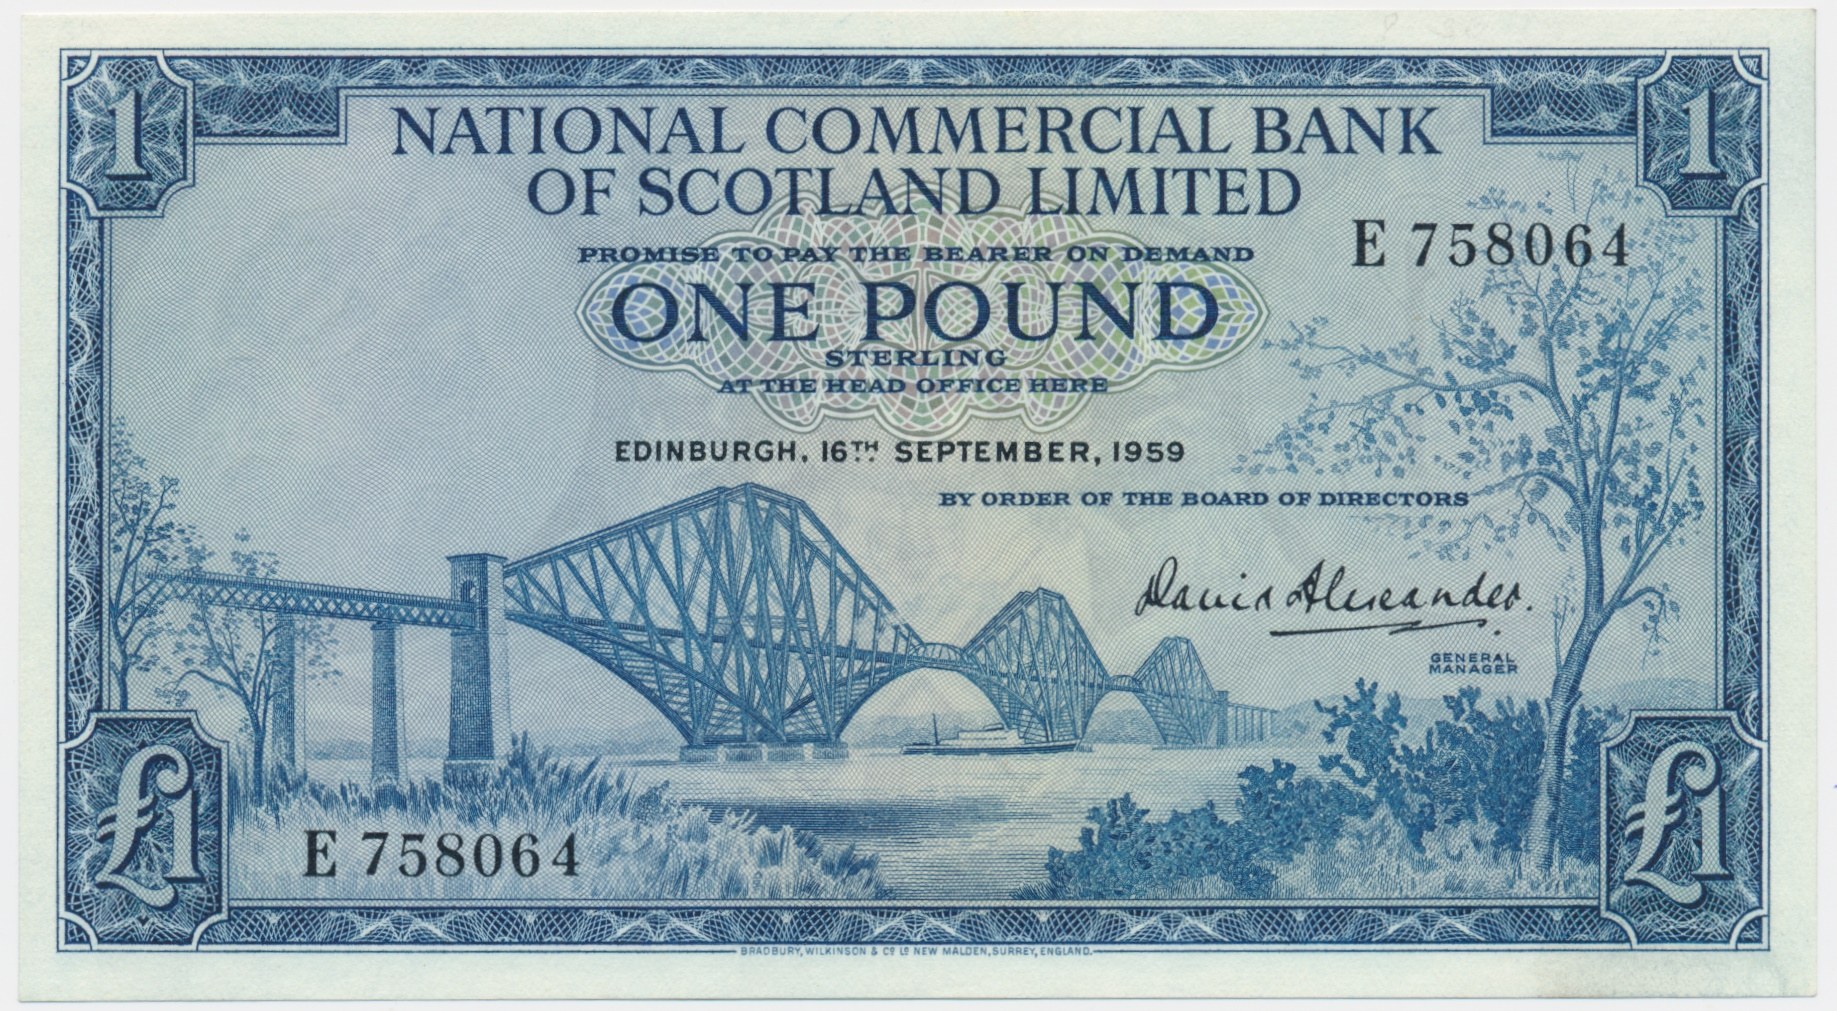 1
1
NATIONAL COMMERCIAL BANK
OF SCOTLAND LIMITED
E 758064
PROMISE TO PAY THE BEARER ON DEMAND
ONE POUND
STERLING
AT THE HEAD OFFICE HERE
EDINBURGH, 16TH SEPTEMBER, 1959
BY ORDER OF THE BOARD OF DIRECTORS
David Alexander.
GENERAL
MANAGER
£1
£1
E 758064
BRADBURY, WILKINSON & Cº Lº NEW MALDEN, SURREY, ENGLAND.